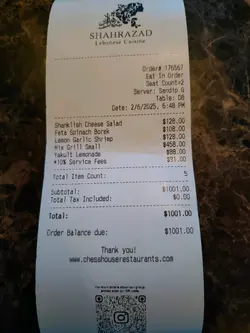 SHAHRAZAD
Lebanese Cuisine
Order# 176567
Eat In Order
Seat Count=2
Server: Sandip G
Table: D8
Date: 2/6/2025, 6:48 PM
Shanklish Cheese Salad $128.00
Feta Spinach Borek $108.00
Lemon Garlic Shrimp $128.00
Mix Grill Small $458.00
Yakult Lemonade $88.00
*10% Service Fees $91.00
Total Item Count: 5
Subtotal: $1001.00
Total Tax Included: $0.00
Total: $1001.00
Order Balance due: $1001.00
Thank you!
www.chesshouserestaurants.com